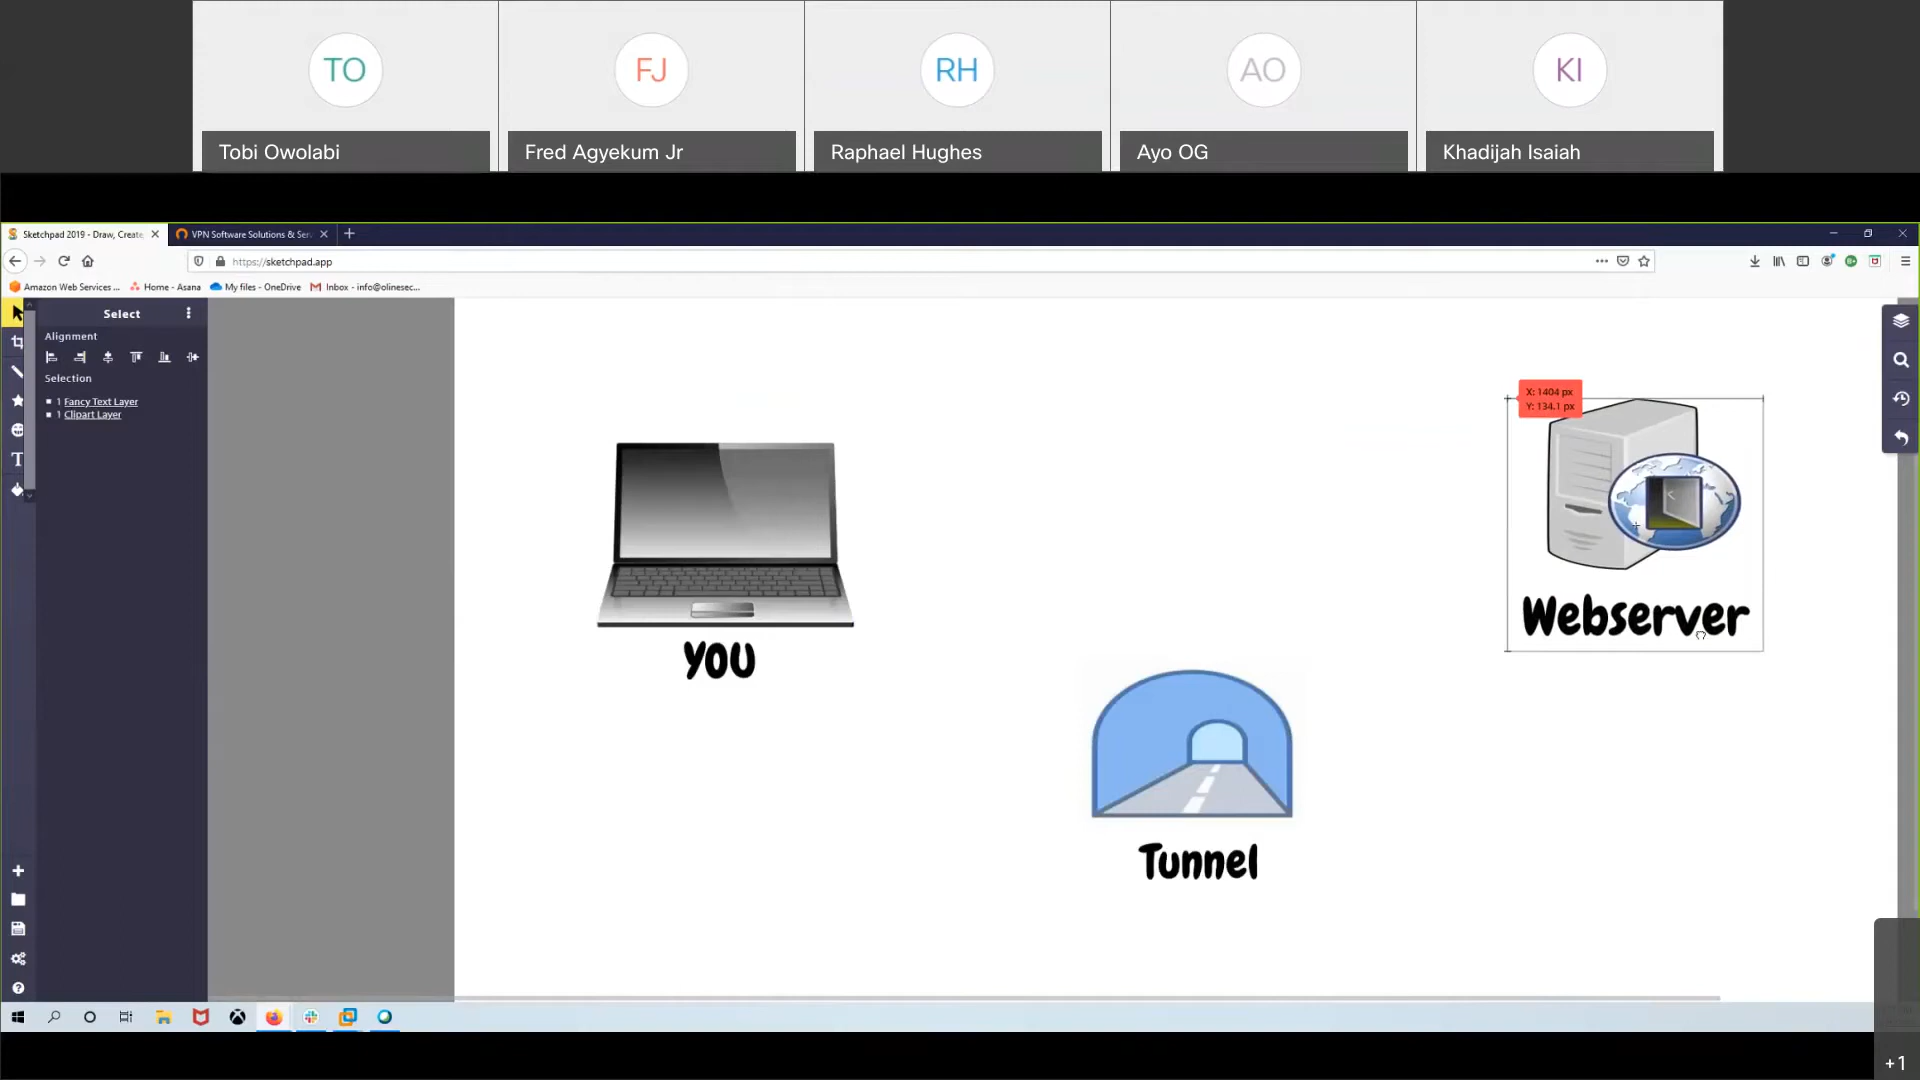 TO
FJ
RH
AO
KI
Tobi Owolabi
Fred Agyekum Jr
Raphael Hughes
Ayo OG
Khadijah Isaiah
Sketchpad 2019 - Draw, Create,
VPN Software Solutions & Ser
https://sketchpad.app
Amazon Web Services ...
Home - Asana
My files - OneDrive
Inbox - info@olinesec...
Select
Alignment
Selection
1 Fancy Text Layer
1 Clipart Layer
T
X: 1404 px
Y: 134.1 px
YOU
Webserver
Tunnel
+1